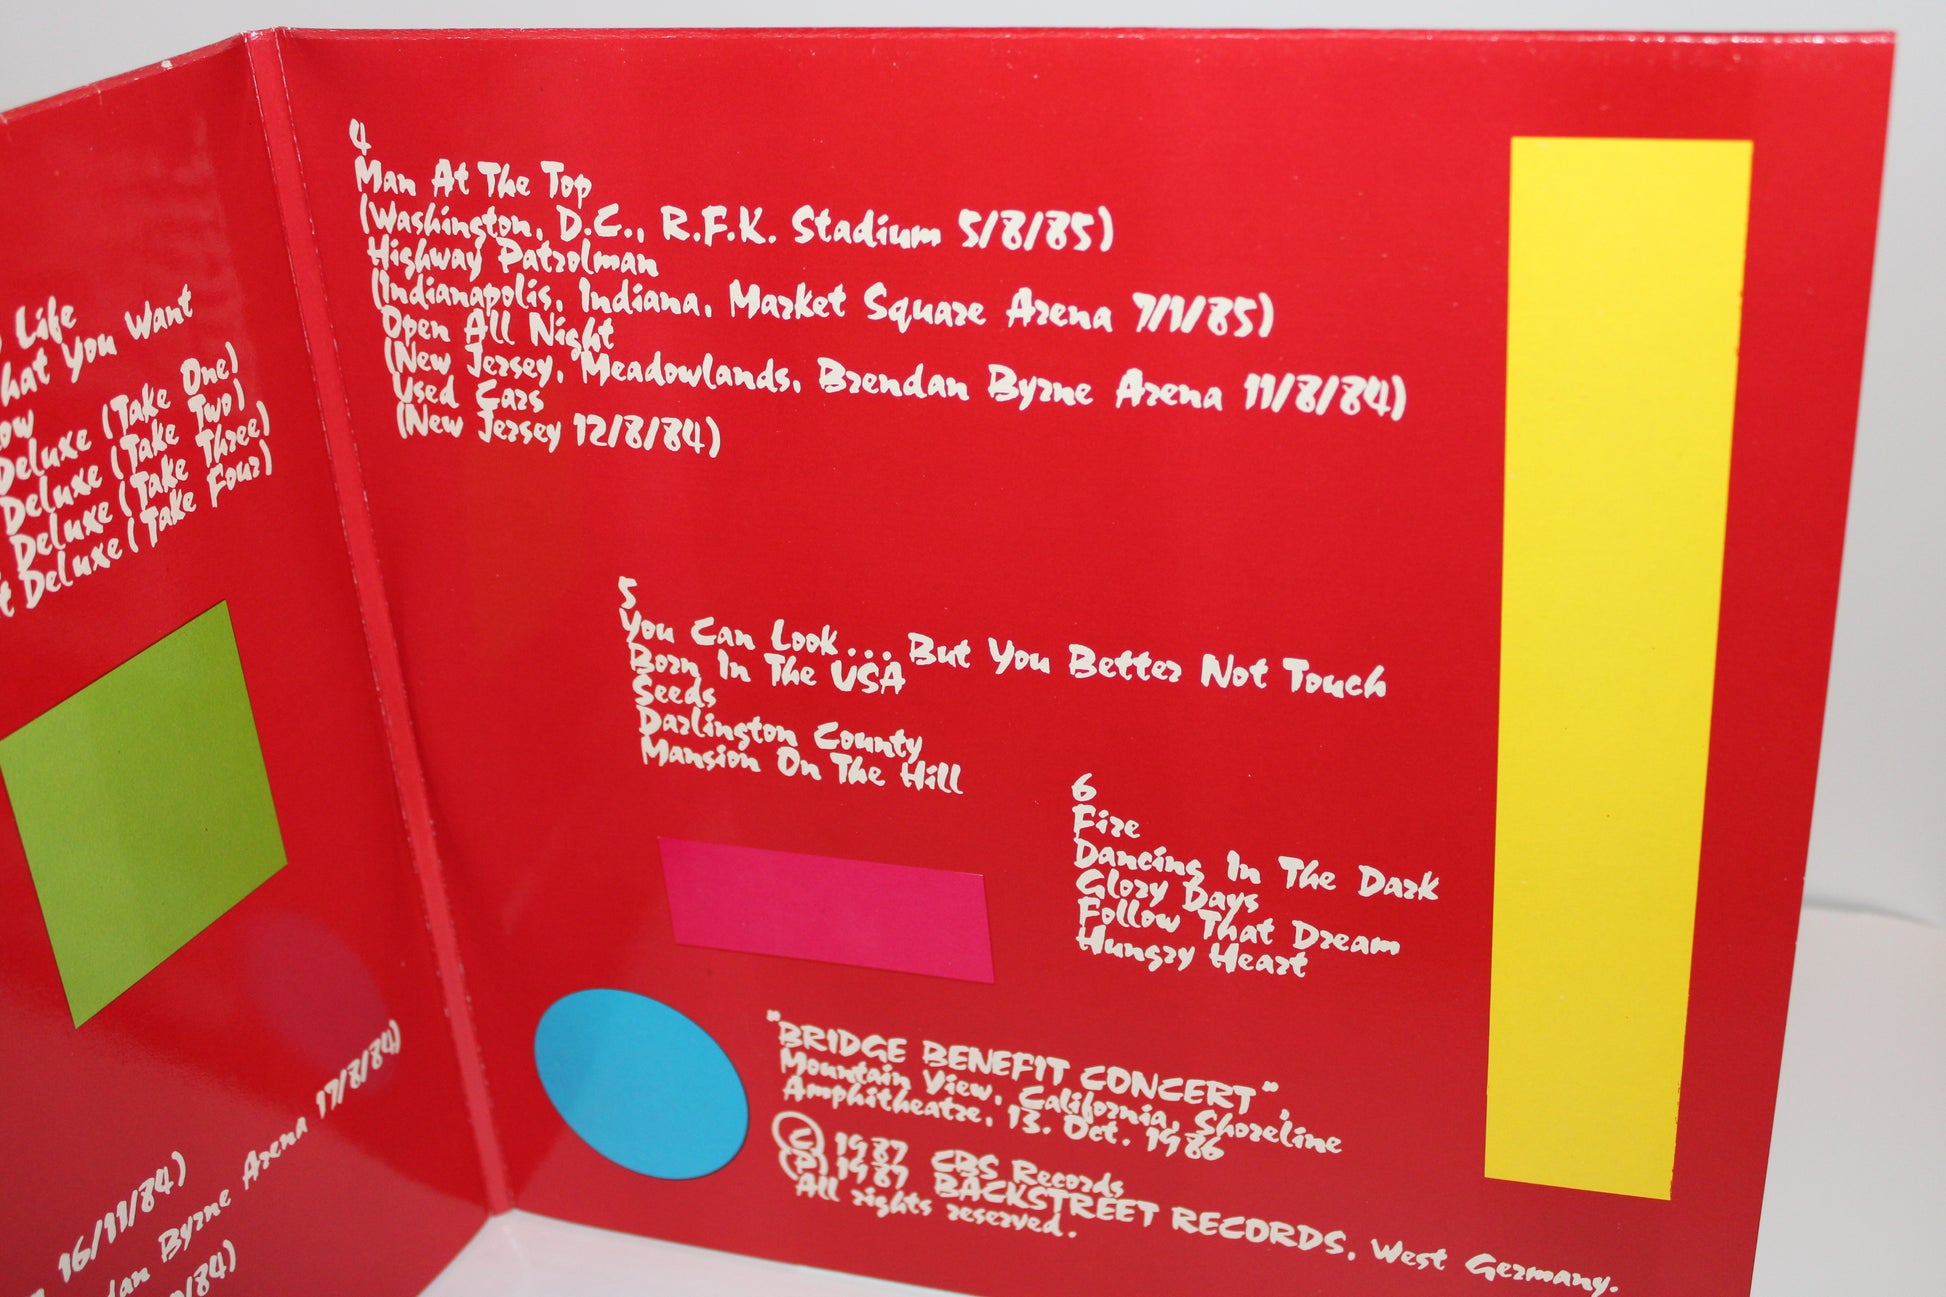 Life
hat You Want
ow
Deluxe (Take One)
Deluxe (Take Two)
Deluxe (Take Three)
t Deluxe (Take Four)
17/8/84)
16/11/84)
dan Byrne Arena
/84)
4
Man At The Top
(Washington, D.C., R.F.K. Stadium 5/8/85)
Highway Patrolman
(Indianapolis, Indiana, Market Square Arena 7/1/85)
Open All Night
(New Jersey, Meadowlands, Brendan Byrne Arena 11/8/84)
Used Cars
(New Jersey 12/8/84)
5
You Can Look... But You Better Not Touch
Born In The USA
Seeds
Darlington County
Mansion On The Hill
6
Fire
Dancing In The Dark
Glory Days
Follow That Dream
Hungry Heart
"BRIDGE BENEFIT CONCERT",
Mountain View, California, Shoreline
Amphitheatre, 13. Oct. 1986
© 1987 CBS Records
℗ 1987 BACKSTREET RECORDS, West Germany.
All rights reserved.